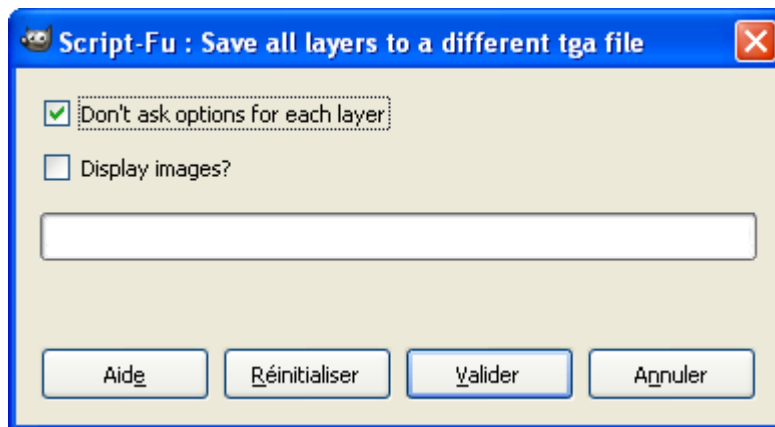 Script-Fu : Save all layers to a different tga file
Don't ask options for each layer
Display images?
Aide Réinitialiser Valider Annuler